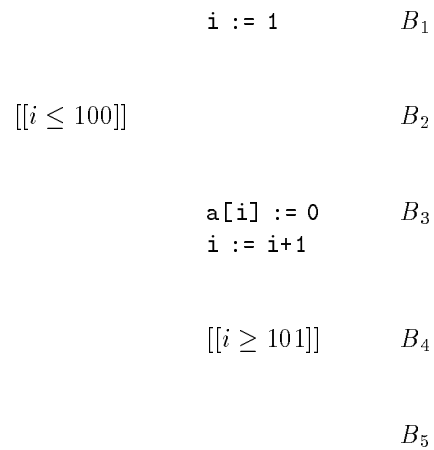 i := 1 B1
[[i ≤ 100]] B2
a[i] := 0 B3
i := i+1
[[i ≥ 101]] B4
B5